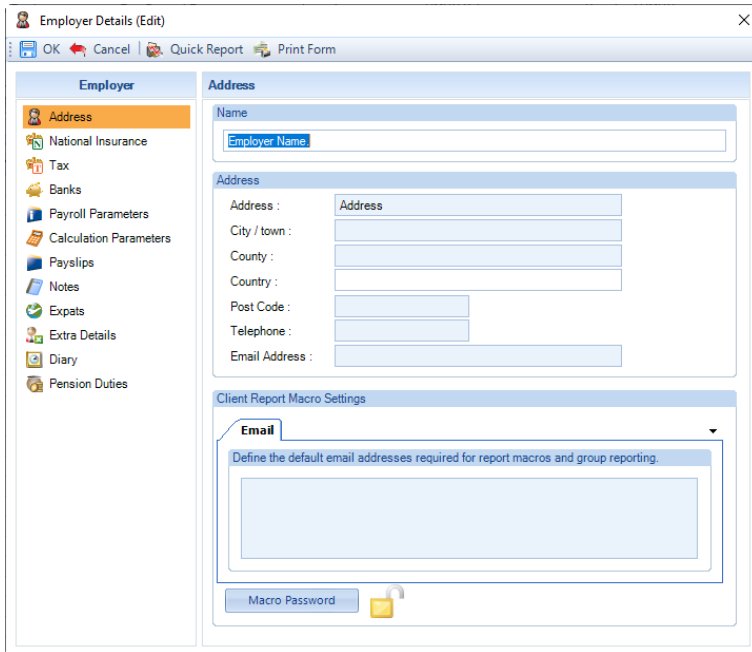 Employer Details (Edit)
OK Cancel Quick Report Print Form
Employer
Address
National Insurance
Tax
Banks
Payroll Parameters
Calculation Parameters
Payslips
Notes
Expats
Extra Details
Diary
Pension Duties
Address
Name
Employer Name.
Address
Address : Address
City / town :
County :
Country :
Post Code :
Telephone :
Email Address :
Client Report Macro Settings
Email
Define the default email addresses required for report macros and group reporting.
Macro Password